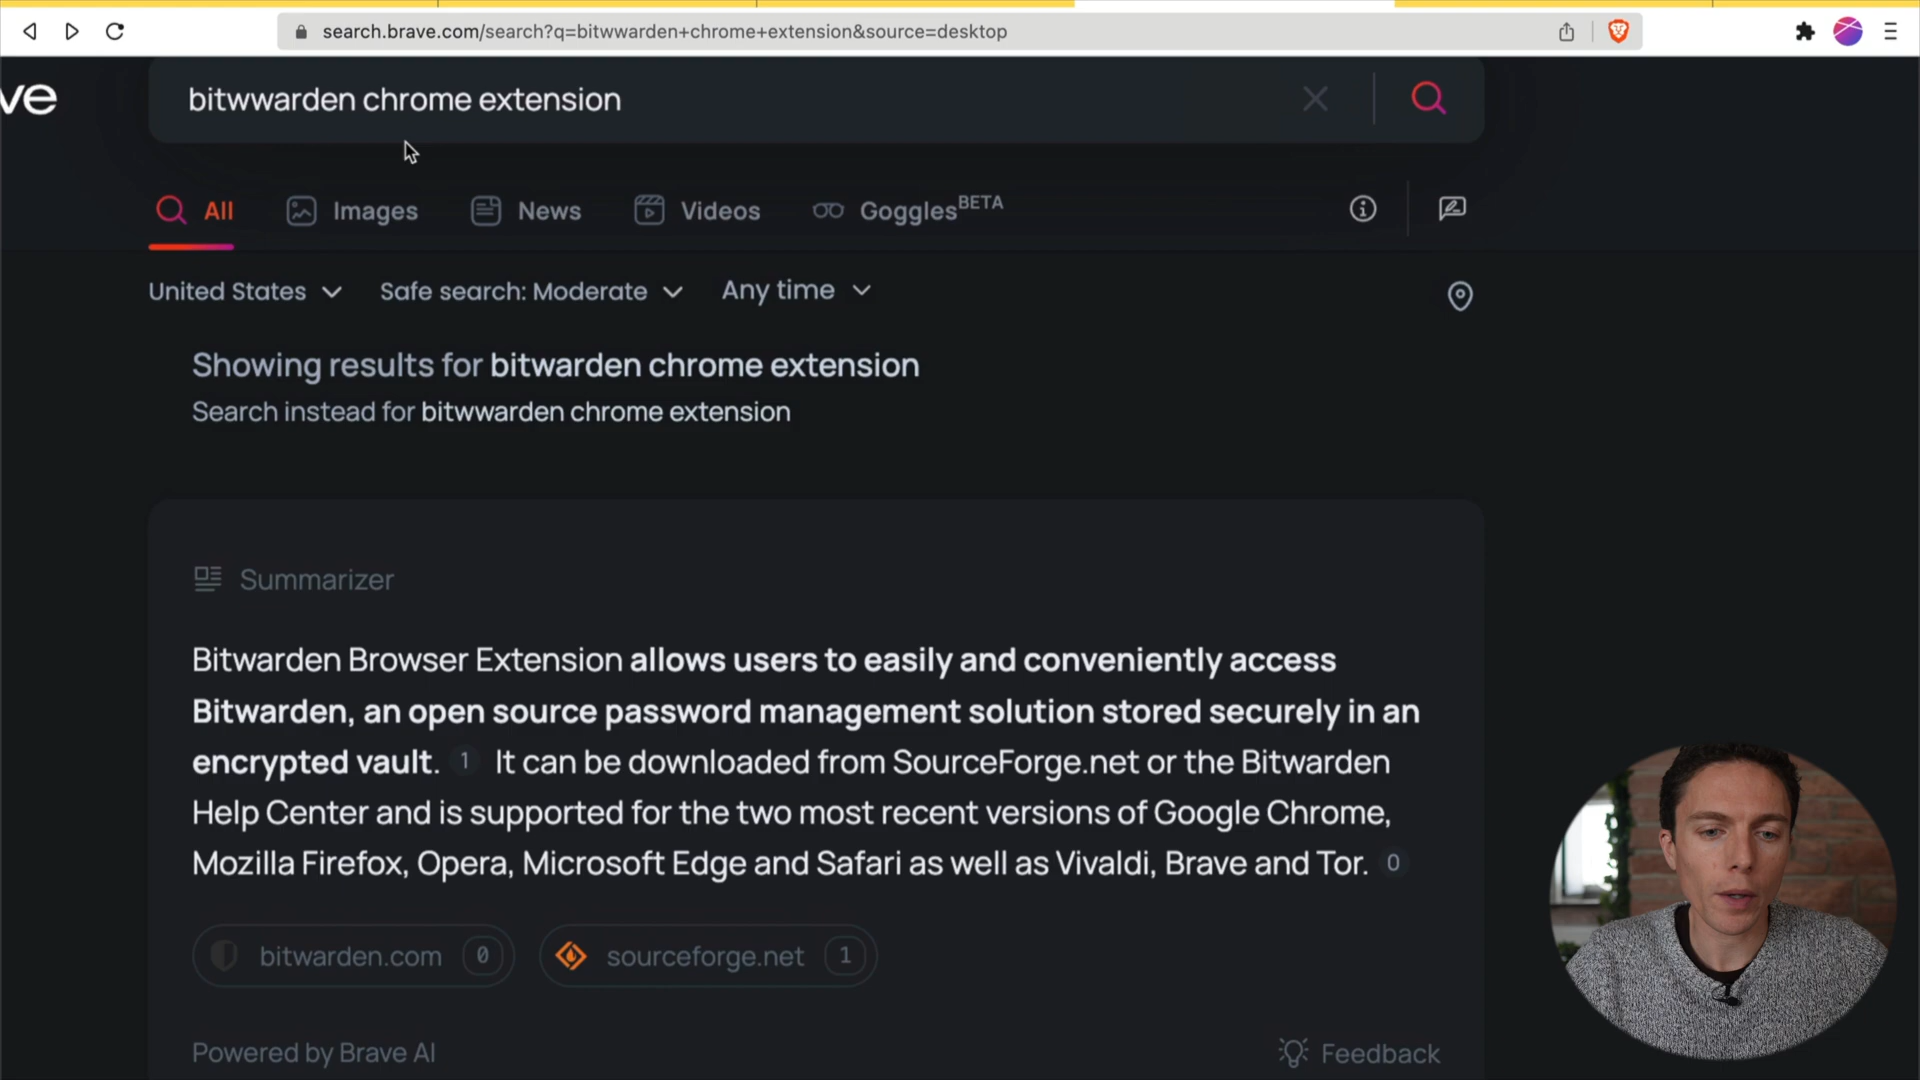 search.brave.com/search?q=bitwwarden+chrome+extension&source=desktop
ve
bitwwarden chrome extension
All
Images
News
Videos
Goggles BETA
United States
Safe search: Moderate
Any time
Showing results for bitwarden chrome extension
Search instead for bitwwarden chrome extension
Summarizer
Bitwarden Browser Extension allows users to easily and conveniently access
Bitwarden, an open source password management solution stored securely in an
encrypted vault. 1 It can be downloaded from SourceForge.net or the Bitwarden
Help Center and is supported for the two most recent versions of Google Chrome,
Mozilla Firefox, Opera, Microsoft Edge and Safari as well as Vivaldi, Brave and Tor. 0
bitwarden.com 0
sourceforge.net 1
Powered by Brave AI
Feedback